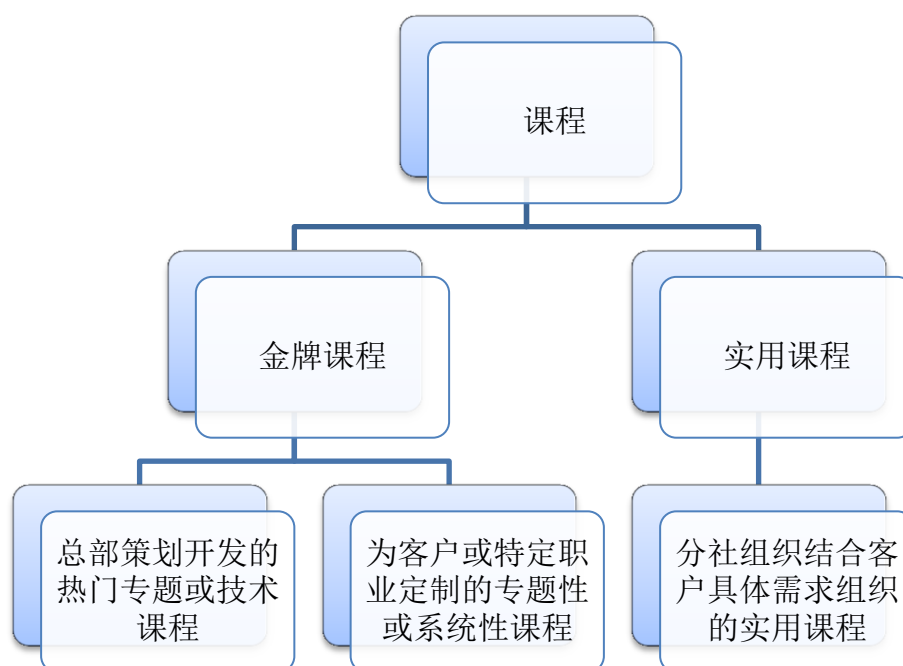 课程
金牌课程
实用课程
总部策划开发的
热门专题或技术
课程
为客户或特定职
业定制的专题性
或系统性课程
分社组织结合客
户具体需求组织
的实用课程